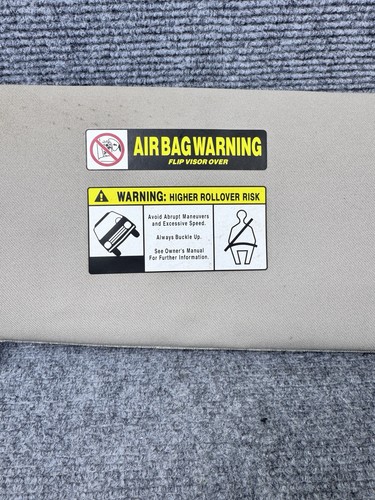 AIR BAG WARNING
FLIP VISOR OVER
WARNING: HIGHER ROLLOVER RISK
Avoid Abrupt Maneuvers
and Excessive Speed.
Always Buckle Up.
See Owner's Manual
For Further Information.